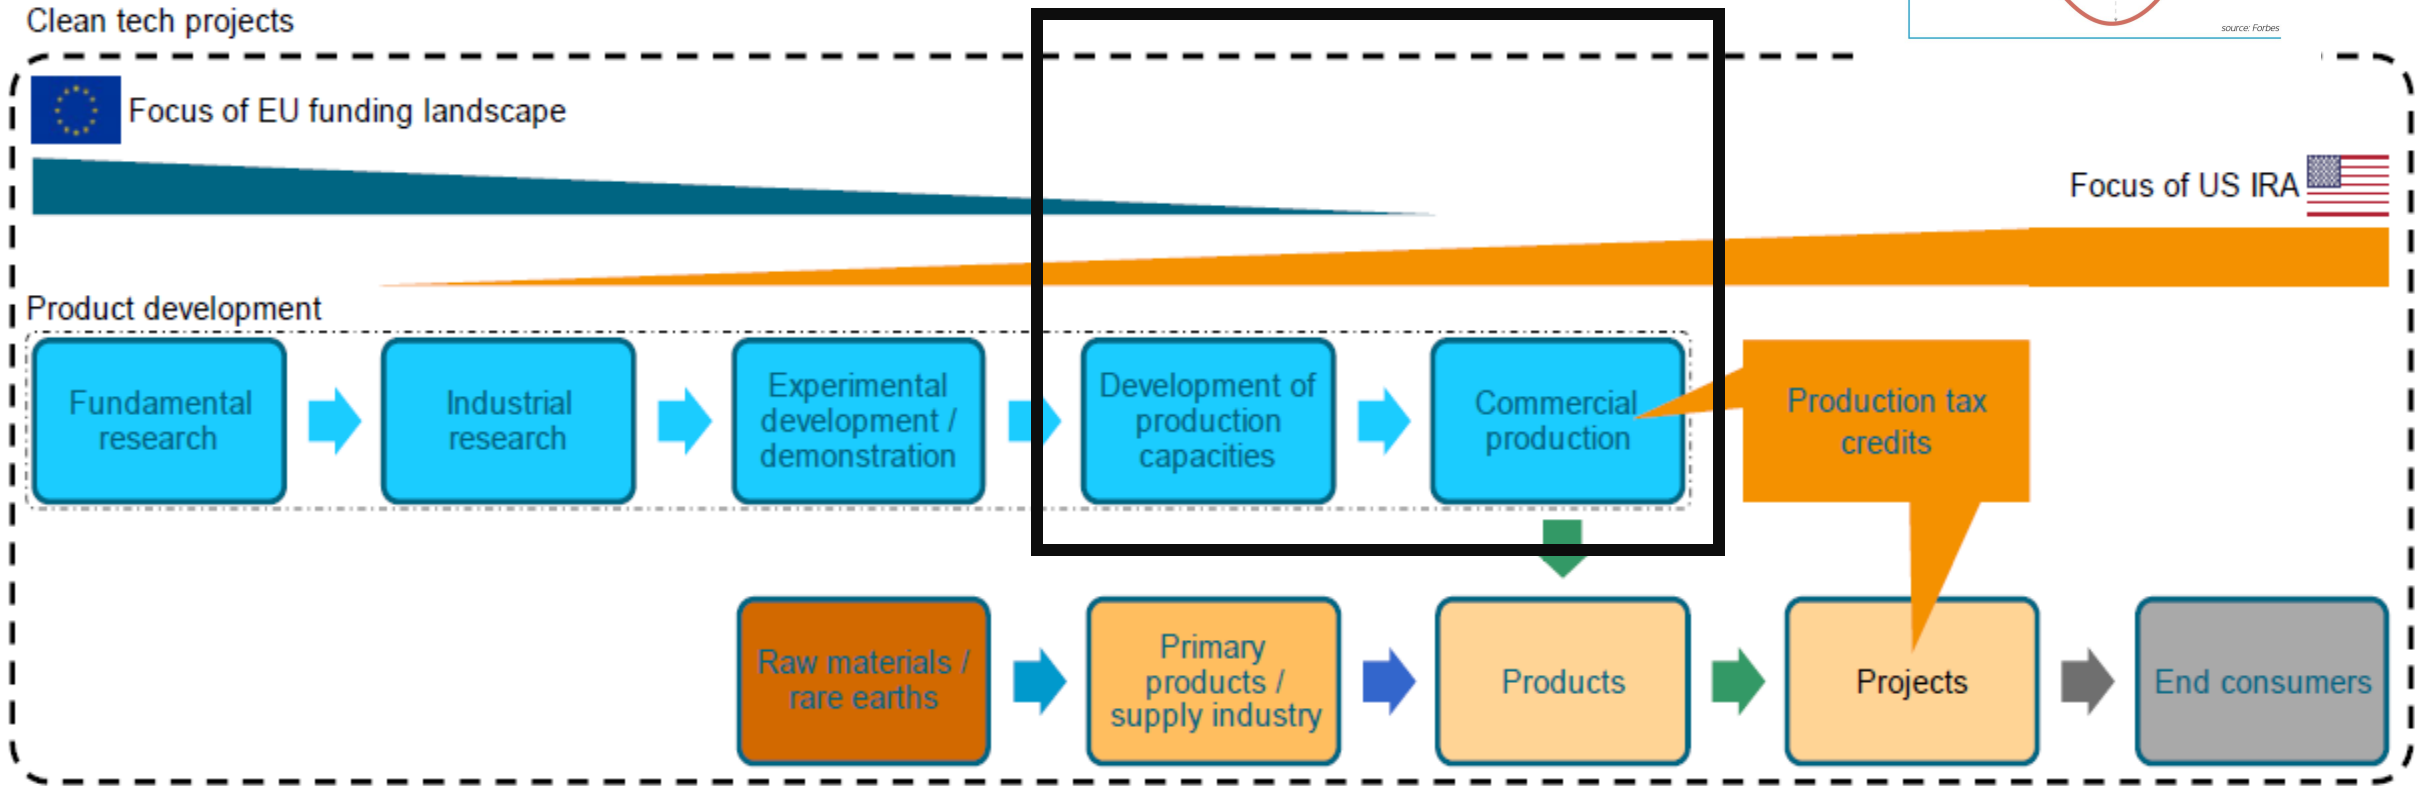 Clean tech projects
source: Forbes
Focus of EU funding landscape
Focus of US IRA
Product development
Fundamental
research
Industrial
research
Experimental
development /
demonstration
Development of
production
capacities
Commercial
production
Production tax
credits
Raw materials /
rare earths
Primary
products /
supply industry
Products
Projects
End consumers